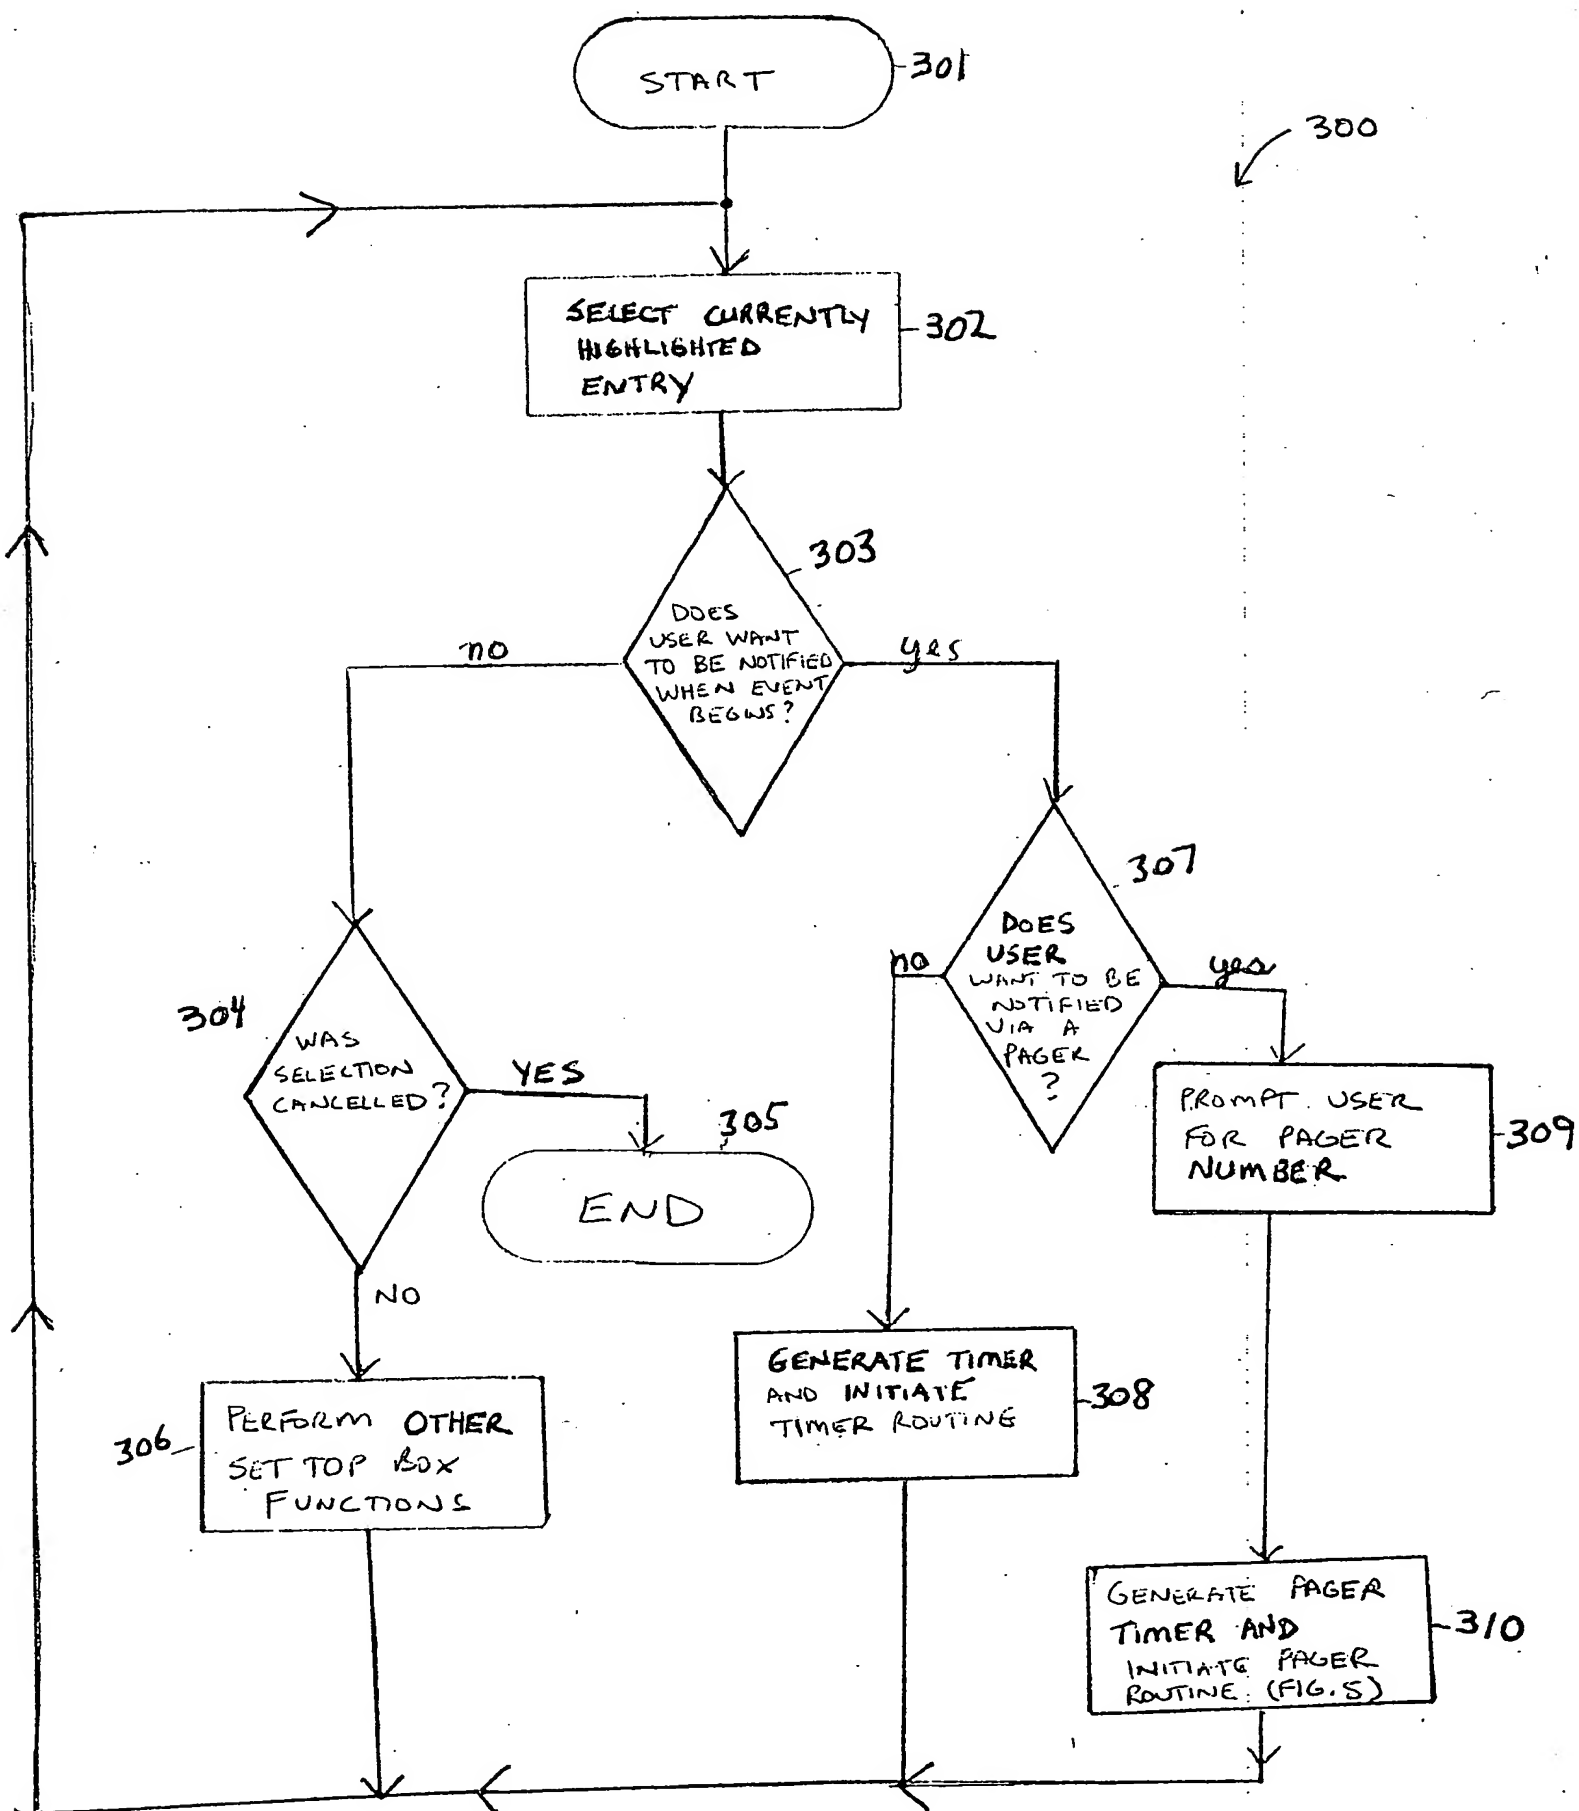 START
301
300
SELECT CURRENTLY
HIGHLIGHTED
ENTRY
302
303
DOES
USER WANT
TO BE NOTIFIED
WHEN EVENT
BEGINS?
no
yes
307
DOES
USER
WANT TO BE
NOTIFIED
VIA A
PAGER
?
no
yes
304
WAS
SELECTION
CANCELLED?
YES
305
END
PROMPT USER
FOR PAGER
NUMBER
309
NO
GENERATE TIMER
AND INITIATE
TIMER ROUTING
308
306
PERFORM OTHER
SET TOP BOX
FUNCTIONS
GENERATE PAGER
TIMER AND
INITIATE PAGER
ROUTINE (FIG. 5)
310